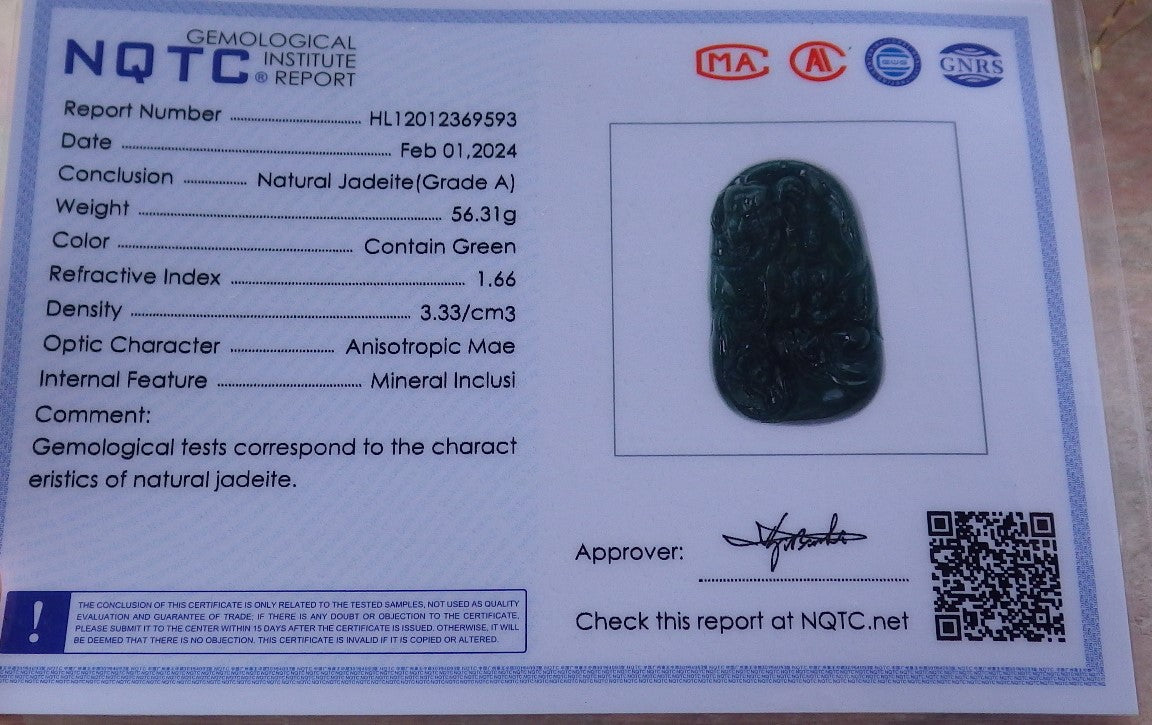 NQTC® GEMOLOGICAL
INSTITUTE
REPORT
MA
GNRS
Report Number HL12012369593
Date Feb 01,2024
Conclusion Natural Jadeite(Grade A)
Weight 56.31g
Color Contain Green
Refractive Index 1.66
Density 3.33/cm3
Optic Character Anisotropic Mae
Internal Feature Mineral Inclusi
Comment:
Gemological tests correspond to the charact
eristics of natural jadeite.
Approver:
Check this report at NQTC.net
! THE CONCLUSION OF THIS CERTIFICATE IS ONLY RELATED TO THE TESTED SAMPLES, NOT USED AS QUALITY
EVALUATION AND GUARANTEE OF TRADE; IF THERE IS ANY DOUBT OR OBJECTION TO THE CERTIFICATE.
PLEASE SUBMIT IT TO THE CENTER WITHIN 15 DAYS AFTER THE CERTIFICATE IS ISSUED. OTHERWISE, IT WILL
BE DEEMED THAT THERE IS NO OBJECTION. THIS CERTIFICATE IS INVALID IF IT IS COPIED OR ALTERED.